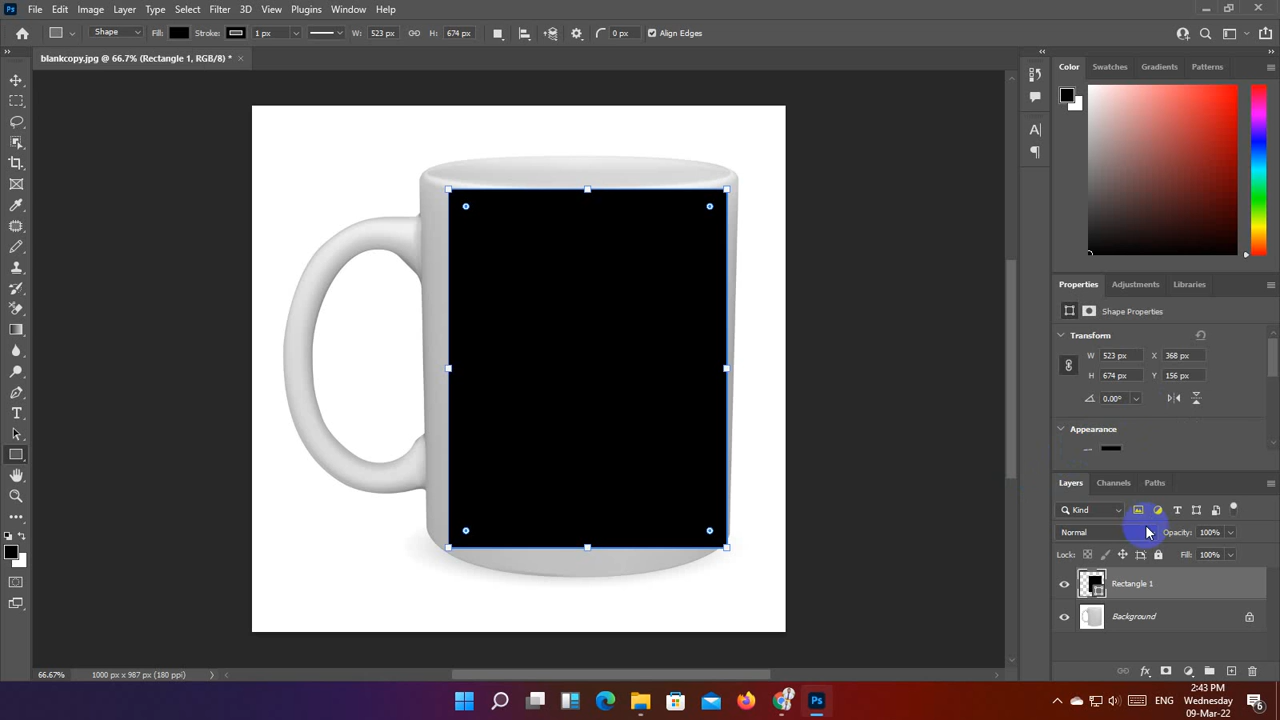 Ps File Edit Image Layer Type Select Filter 3D View Plugins Window Help
Shape Fill: Stroke: 1 px W: 523 px H: 674 px 0 px Align Edges
blankcopy.jpg @ 66.7% (Rectangle 1, RGB/8) *
Color Swatches Gradients Patterns
Properties Adjustments Libraries
Shape Properties
Transform
W 523 px X 368 px
H 674 px Y 156 px
0.00°
Appearance
Layers Channels Paths
Kind
Normal Opacity: 100%
Lock: Fill: 100%
Rectangle 1
Background
66.67% 1000 px x 987 px (180 ppi)
Ps ENG 2:43 PM
Wednesday
09-Mar-22
6